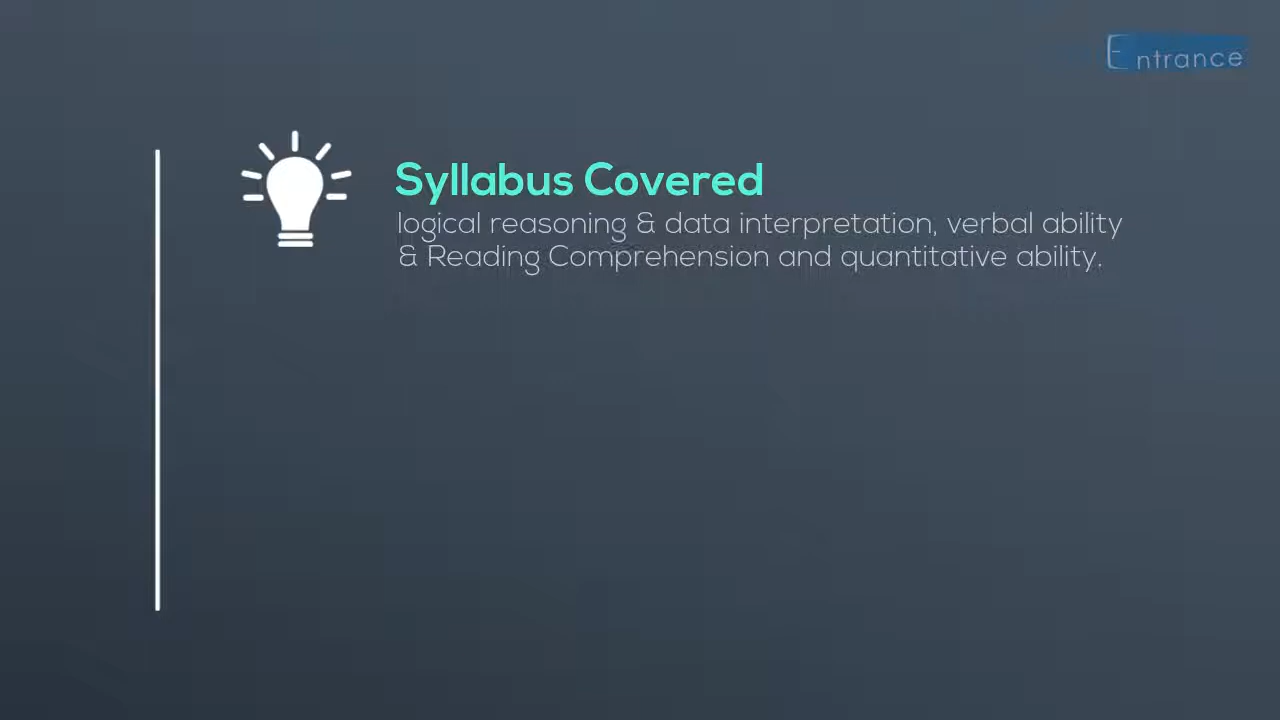 Entrance
Syllabus Covered
logical reasoning & data interpretation, verbal ability
& Reading Comprehension and quantitative ability.